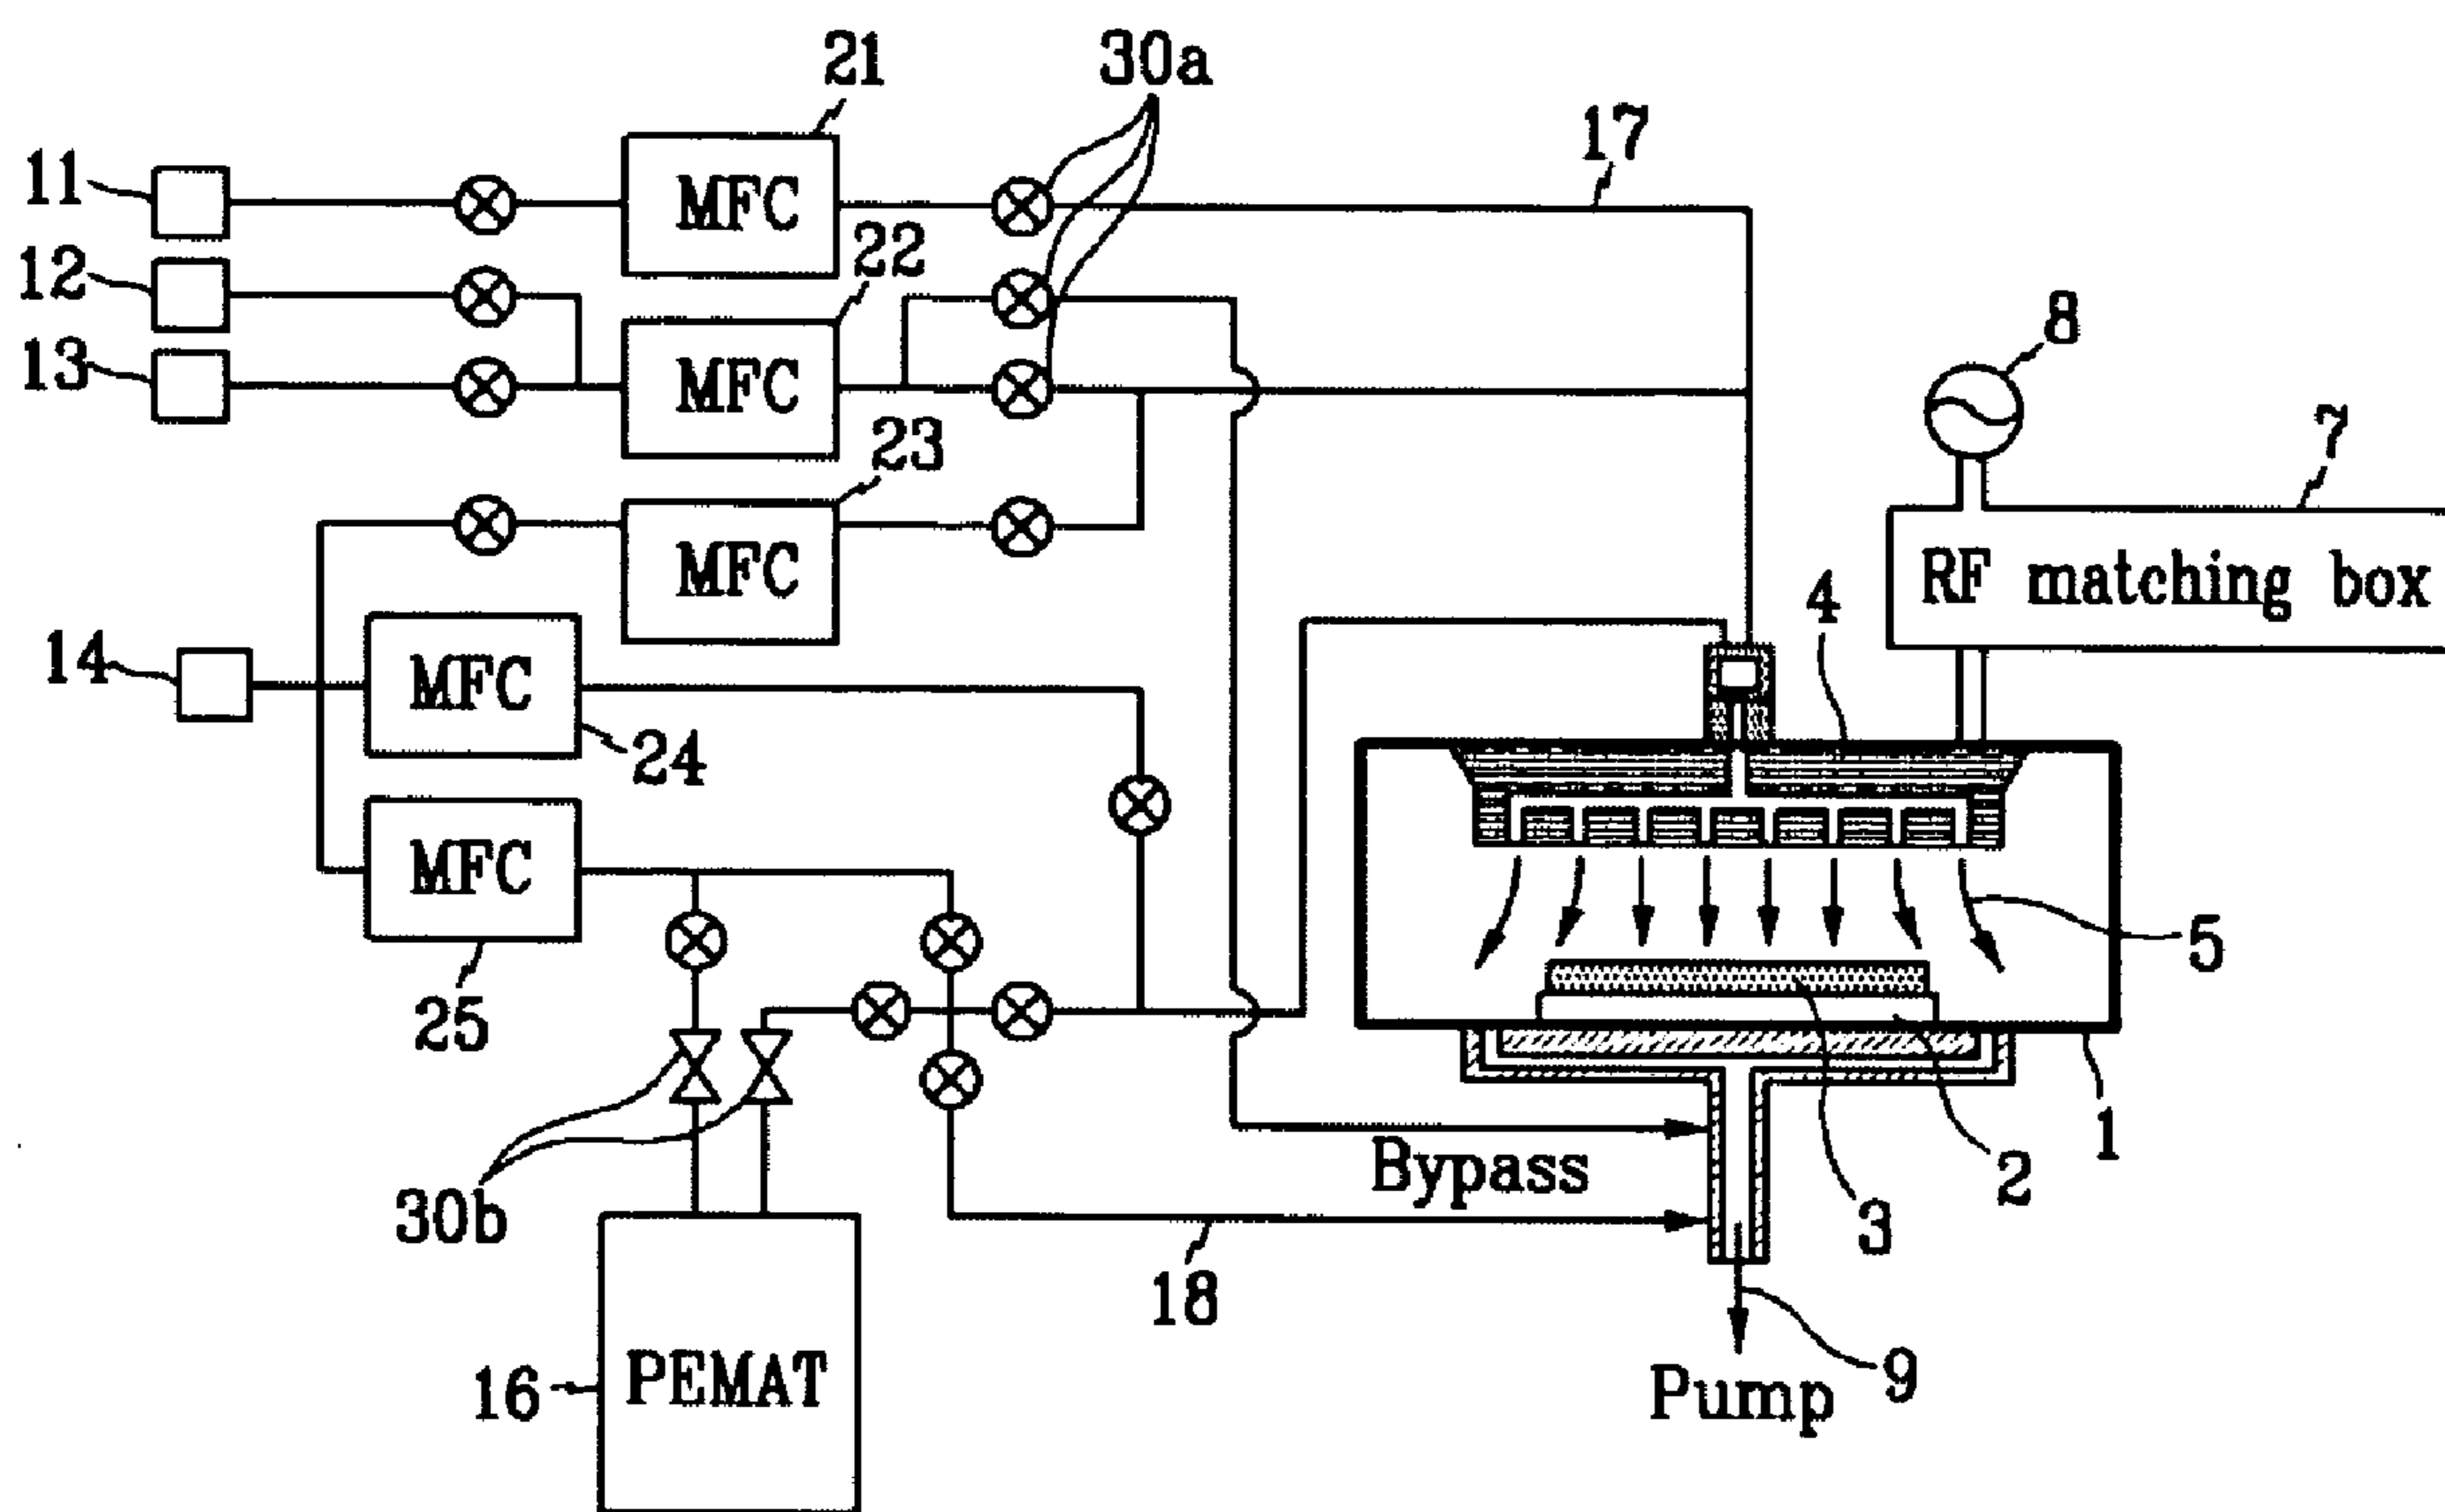 21
30a
17
11
MFC
12
22
13
MFC
8
23
7
MFC
RF matching box
4
14
MFC
24
MFC
5
25
1
Bypass
2
30b
3
18
16
PEMAT
9
Pump